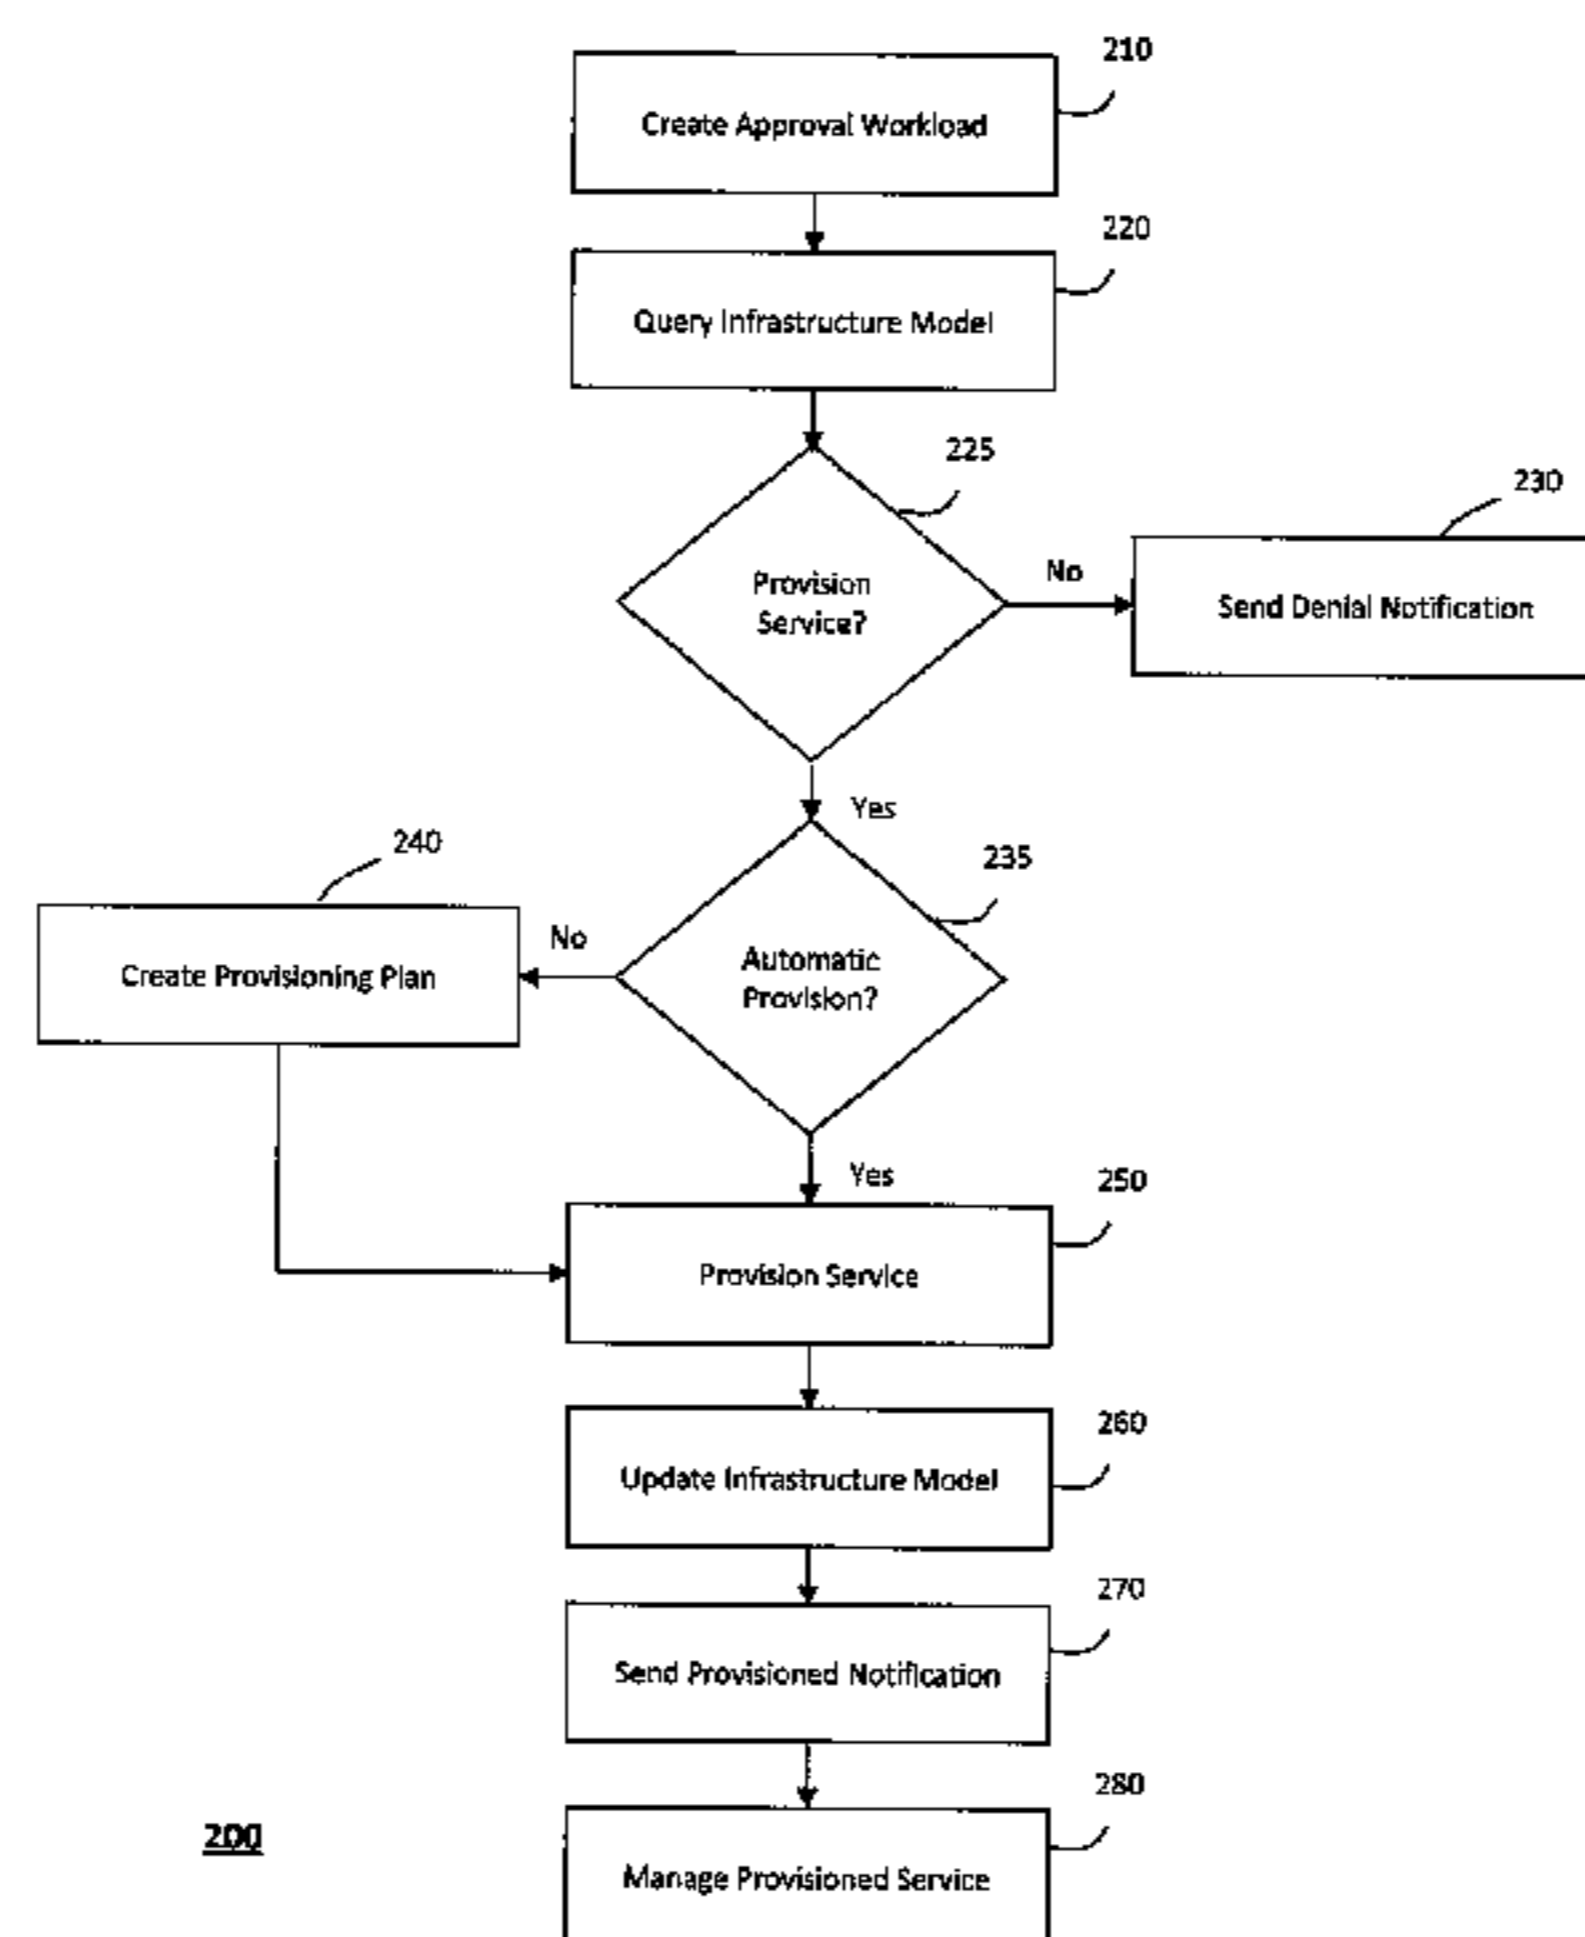 210
Create Approval Workload
220
Query Infrastructure Model
225
Provision
Service?
No
230
Send Denial Notification
Yes
235
Automatic
Provision?
No
240
Create Provisioning Plan
Yes
250
Provision Service
260
Update Infrastructure Model
270
Send Provisioned Notification
280
Manage Provisioned Service
200